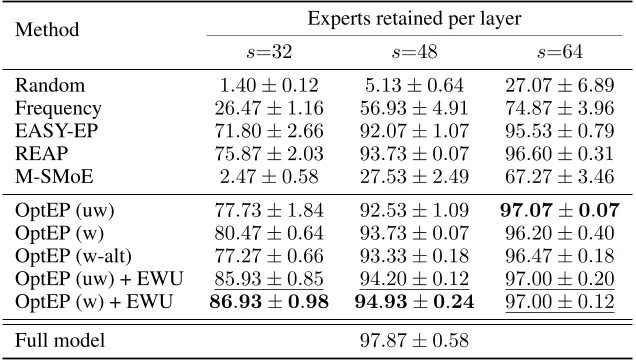 Method Experts retained per layer
s=32 s=48 s=64
Random 1.40 ± 0.12 5.13 ± 0.64 27.07 ± 6.89
Frequency 26.47 ± 1.16 56.93 ± 4.91 74.87 ± 3.96
EASY-EP 71.80 ± 2.66 92.07 ± 1.07 95.53 ± 0.79
REAP 75.87 ± 2.03 93.73 ± 0.07 96.60 ± 0.31
M-SMoE 2.47 ± 0.58 27.53 ± 2.49 67.27 ± 3.46
OptEP (uw) 77.73 ± 1.84 92.53 ± 1.09 97.07 ± 0.07
OptEP (w) 80.47 ± 0.64 93.73 ± 0.07 96.20 ± 0.40
OptEP (w-alt) 77.27 ± 0.66 93.33 ± 0.18 96.47 ± 0.18
OptEP (uw) + EWU 85.93 ± 0.85 94.20 ± 0.12 97.00 ± 0.20
OptEP (w) + EWU 86.93 ± 0.98 94.93 ± 0.24 97.00 ± 0.12
Full model 97.87 ± 0.58